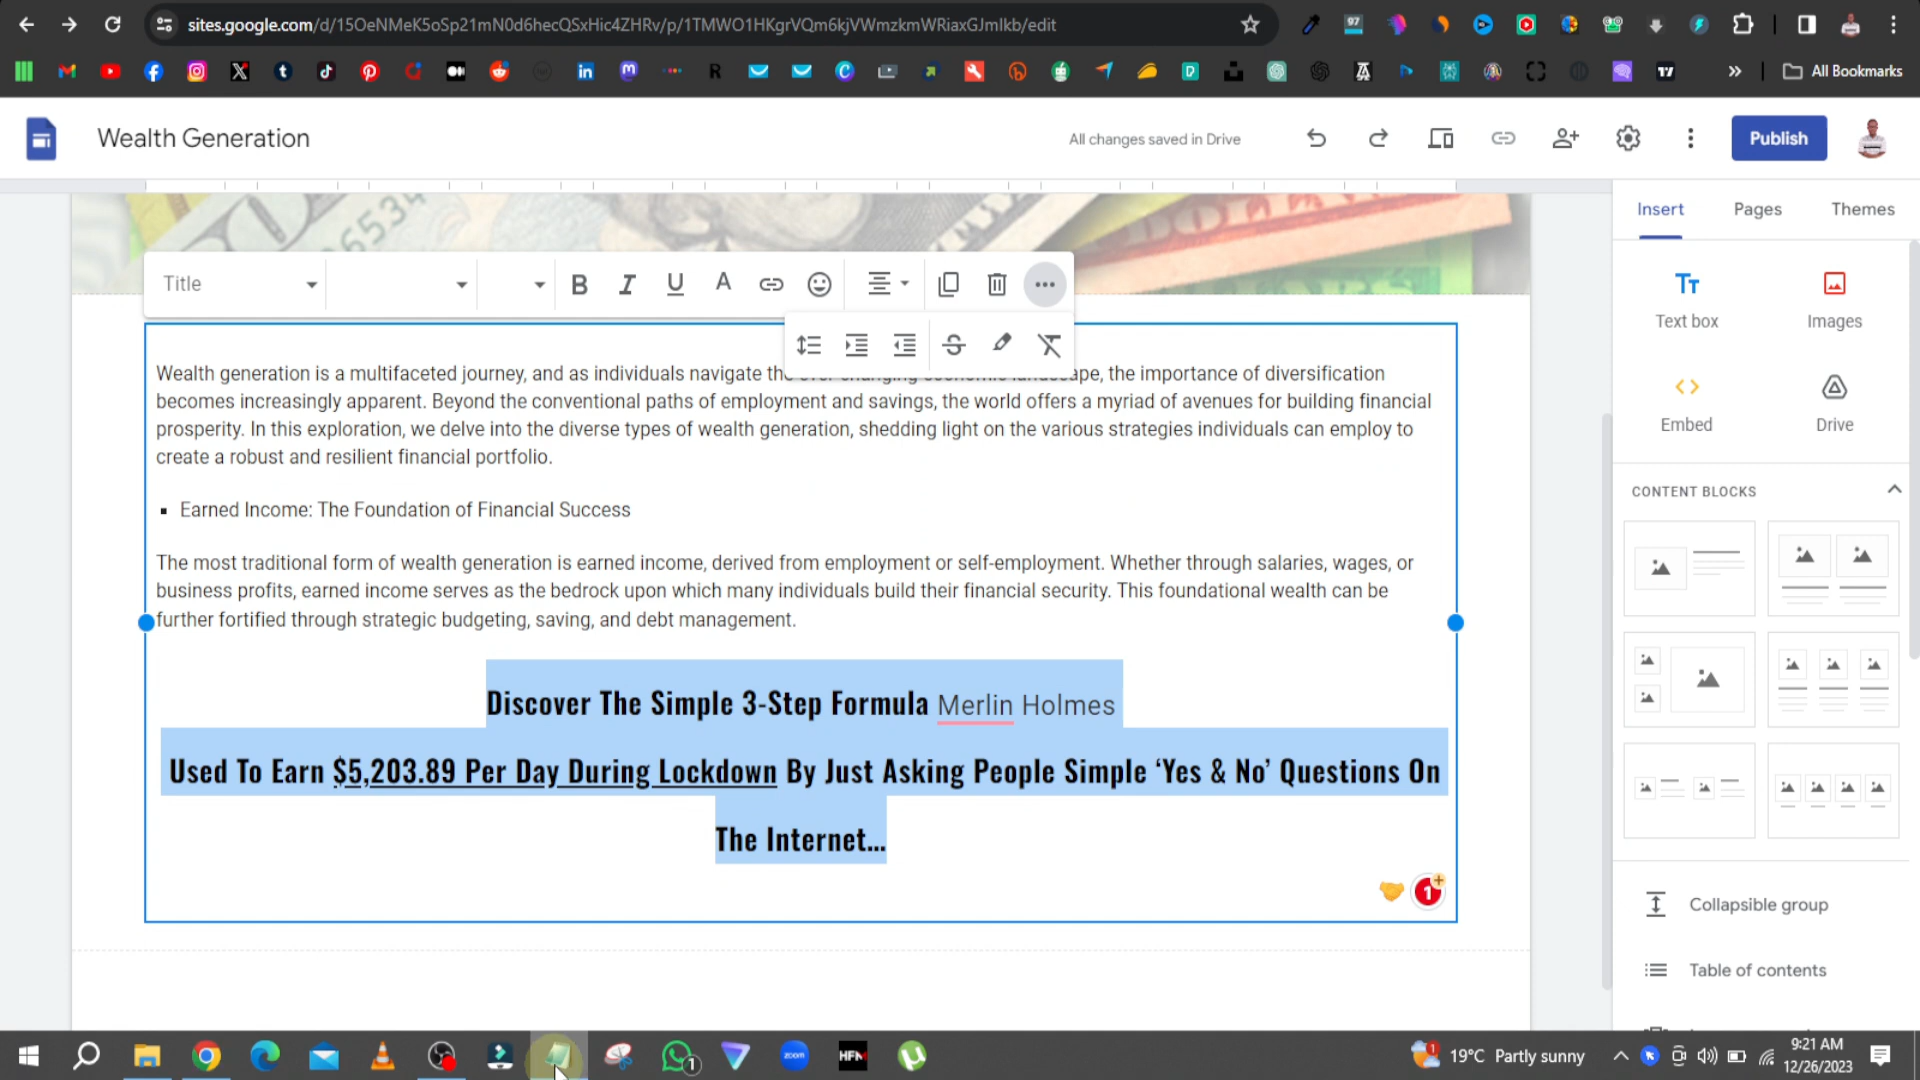 sites.google.com/d/15OeNMeK5oSp21mN0d6hecQSxHic4ZHRv/p/1TMWO1HKgrVQm6kjVWmzkmWRiaxGJmlkb/edit
97
All Bookmarks
Wealth Generation
All changes saved in Drive
Publish
Insert
Pages
Themes
Title
Text box
Images
Embed
Drive
Wealth generation is a multifaceted journey, and as individuals navigate the ever-changing economic landscape, the importance of diversification
becomes increasingly apparent. Beyond the conventional paths of employment and savings, the world offers a myriad of avenues for building financial
prosperity. In this exploration, we delve into the diverse types of wealth generation, shedding light on the various strategies individuals can employ to
create a robust and resilient financial portfolio.
▪ Earned Income: The Foundation of Financial Success
The most traditional form of wealth generation is earned income, derived from employment or self-employment. Whether through salaries, wages, or
business profits, earned income serves as the bedrock upon which many individuals build their financial security. This foundational wealth can be
further fortified through strategic budgeting, saving, and debt management.
Discover The Simple 3-Step Formula Merlin Holmes
Used To Earn $5,203.89 Per Day During Lockdown By Just Asking People Simple ‘Yes & No’ Questions On
The Internet...
1
CONTENT BLOCKS
Collapsible group
Table of contents
1
zoom
HFM
1
19°C Partly sunny
9:21 AM
12/26/2023